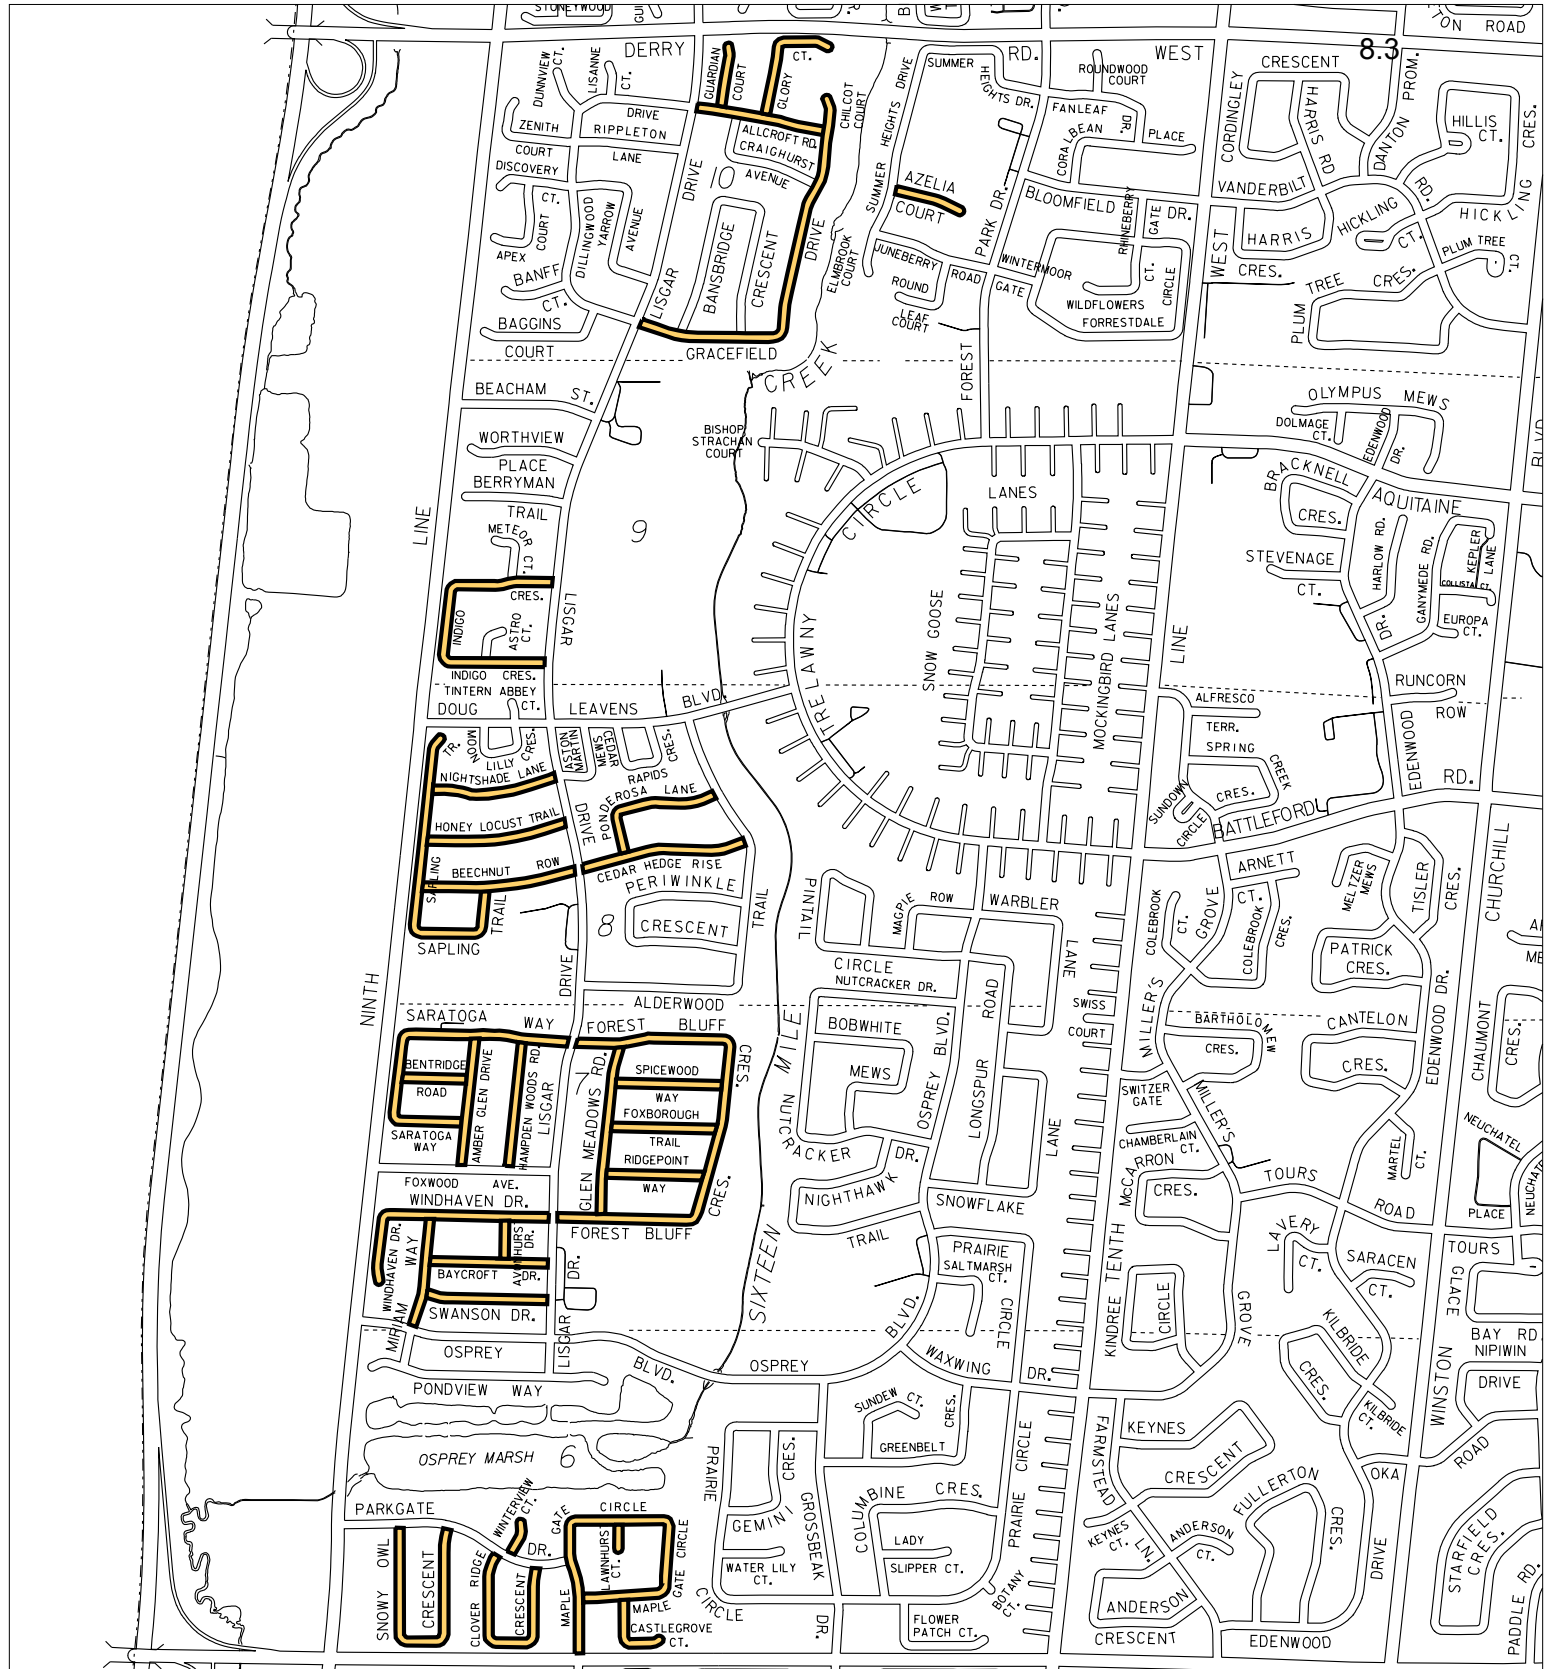 STONEYWOOD
TON ROAD
8.3
DERRY
RD.
WEST
DUNNVIEW CT.
LISANNE CT.
GUARDIAN
COURT
CT.
GLORY
CHILCOT
COURT
SUMMER
HEIGHTS DR.
SUMMER HEIGHTS DRIVE
ROUNDWOOD
COURT
CRESCENT
CORDINGLEY
HARRIS RD
DANTON PROM.
HILLIS
CT.
CRES.
ZENITH
COURT
DRIVE
RIPPLETON
LANE
ALLCROFT RD.
CRAIGHURST
AVENUE
10
FANLEAF
DR.
CORALBEAN
PLACE
DISCOVERY
CT.
AZELIA
COURT
PARK DR.
BLOOMFIELD
DR.
VANDERBILT
RD.
HICKLING
HICKLING
CT.
APEX
COURT
BANFF
CT.
DILLINGWOOD
YARROW
AVENUE
LISGAR
DRIVE
BANSBRIDGE
CRESCENT
DRIVE
ELMBROOK
COURT
JUNEBERRY
ROAD
ROUND
LEAF
COURT
WINTERMOOR
GATE
RHINEBERRY
GATE
CT.
CIRCLE
WILDFLOWERS
FORRESTDALE
WEST
HARRIS
CRES.
PLUM
TREE
CRES.
PLUM TREE
CT.
BAGGINS
COURT
GRACEFIELD
CREEK
FOREST
BEACHAM
ST.
OLYMPUS
MEWS
DOLMAGE
CT.
EDENWOOD
DR.
BLVD.
WORTHVIEW
PLACE
BERRYMAN
TRAIL
BISHOP
STRACHAN
COURT
CIRCLE
LANES
BRACKNELL
CRES.
AQUITAINE
LINE
METEOR
CT.
9
STEVENAGE
CT.
HARLOW RD.
GANYMEDE RD.
KEPLER
LANE
COLLISTA CT.
EUROPA
CT.
DR.
CRES.
INDIGO
ASTRO
CT.
LISGAR
INDIGO CRES.
TINTERN ABBEY
CT.
TRELAWNY
SNOW GOOSE
MOCKINGBIRD LANES
LINE
RUNCORN
ROW
DOUG
LEAVENS
BLVD.
ALFRESCO
TERR.
SPRING
CREEK
CRES.
EDENWOOD
TR.
MOON
LILLY
CRES.
ASTON
MARTIN
MEWS
CEDAR
RAPIDS
CRES.
NIGHTSHADE LANE
PONDEROSA LANE
DRIVE
SUNDOWN
CIRCLE
BATTLEFORD
RD.
HONEY LOCUST TRAIL
BEECHNUT ROW
CEDAR HEDGE RISE
SAPLING
TRAIL
SAPLING
PERIWINKLE
CRESCENT
TRAIL
8
PINTAIL
MAGPIE
ROW
WARBLER
LANE
ARNETT
CT.
COLEBROOK
CT.
COLEBROOK
CRES.
GROVE
MELTZER
MEWS
TISLER
CRES.
CHURCHILL
CIRCLE
NUTCRACKER DR.
PATRICK
CRES.
NINTH
DRIVE
ALDERWOOD
SWISS
COURT
MILLER'S
EDENWOOD DR.
CHAUMONT
CRES.
SARATOGA
WAY
FOREST
BLUFF
CRES.
MILE
BOBWHITE
MEWS
OSPREY BLVD.
ROAD
LONGSPUR
BARTHOLOMEW
CRES.
CANTELON
CRES.
BENTRIDGE
ROAD
AMBER GLEN DRIVE
HAMPDEN WOODS RD.
LISGAR
GLEN MEADOWS RD.
7
SPICEWOOD
WAY
FOXBOROUGH
TRAIL
RIDGEPOINT
WAY
CRES.
SARATOGA
WAY
NUTCRACKER
DR.
LANE
SWITZER
GATE
MILLER'S
CHAMBERLAIN
CT.
McCARRON
CRES.
MARTEL
CT.
NEUCHATEL
PLACE
FOXWOOD
AVE.
WINDHAVEN DR.
FOREST BLUFF
NIGHTHAWK
TRAIL
SNOWFLAKE
TOURS
ROAD
WINDHAVEN DR.
WAY
AVONHURST
DR.
BAYCROFT
DR.
SWANSON DR.
MIRIAM
DR.
LISGAR
SIXTEEN
PRAIRIE
SALTMARSH
CT.
CIRCLE
BLVD.
KINDREE
TENTH
CIRCLE
GROVE
LAVERY
CT.
SARACEN
CT.
TOURS
GLACE
BAY RD.
NIPIWIN
DRIVE
OSPREY
BLVD.
OSPREY
WAXWING
DR.
KILBRIDE
CRES.
KILBRIDE
CT.
WINSTON
PONDVIEW WAY
SUNDEW CT.
CRES.
GREENBELT
OSPREY MARSH
6
PRAIRIE
CRES.
GEMINI
GROSSBEAK
COLUMBINE
CRES.
PRAIRIE CIRCLE
FARMSTEAD
KEYNES
CRESCENT
FULLERTON
CRES.
OKA
ROAD
PARKGATE
WINTERVIEW
CT.
GATE
CIRCLE
DR.
LAWNHURST
CT.
GATE CIRCLE
LADY
SLIPPER CT.
WATER LILY
CT.
KEYNES
CT.
LN.
ANDERSON
CT.
DRIVE
STARFIELD
CRES.
SNOWY OWL
CRESCENT
CLOVER RIDGE
CRESCENT
MAPLE
MAPLE
CASTLEGROVE
CT.
CIRCLE
DR.
FLOWER
PATCH CT.
BOTANY
CT.
ANDERSON
CRESCENT
EDENWOOD
PADDLE RD.